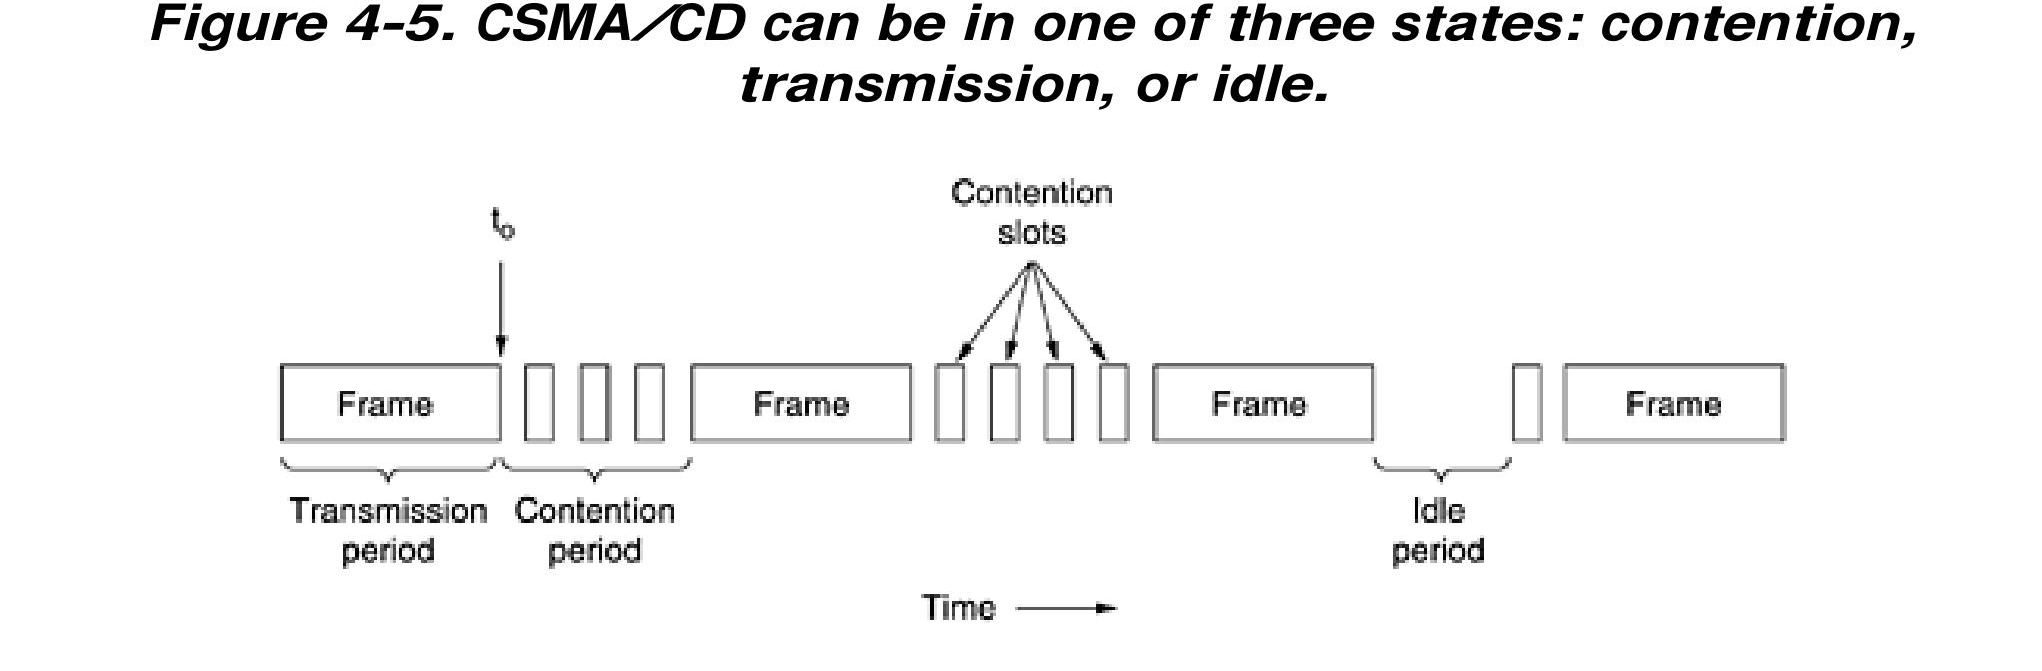 Figure 4-5. CSMA/CD can be in one of three states: contention,
transmission, or idle.
Contention
slots
t0
Frame
Frame
Frame
Frame
Transmission
period
Contention
period
Idle
period
Time